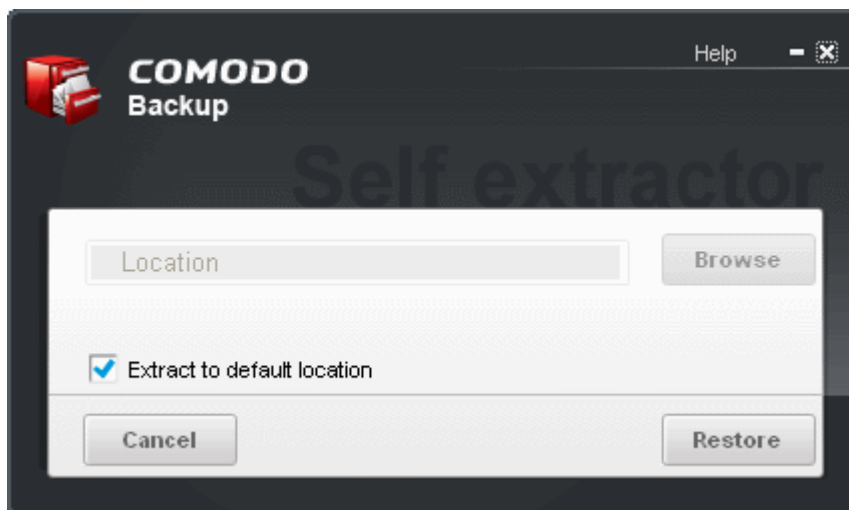 Help
COMODO
Backup
Self extractor
Location
Browse
Extract to default location
Cancel
Restore